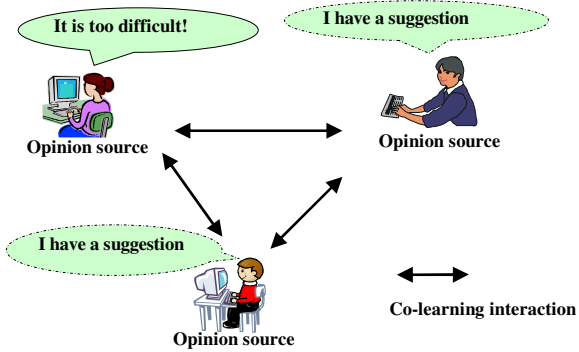 It is too difficult!
I have a suggestion
Opinion source
Opinion source
I have a suggestion
Opinion source
Co-learning interaction